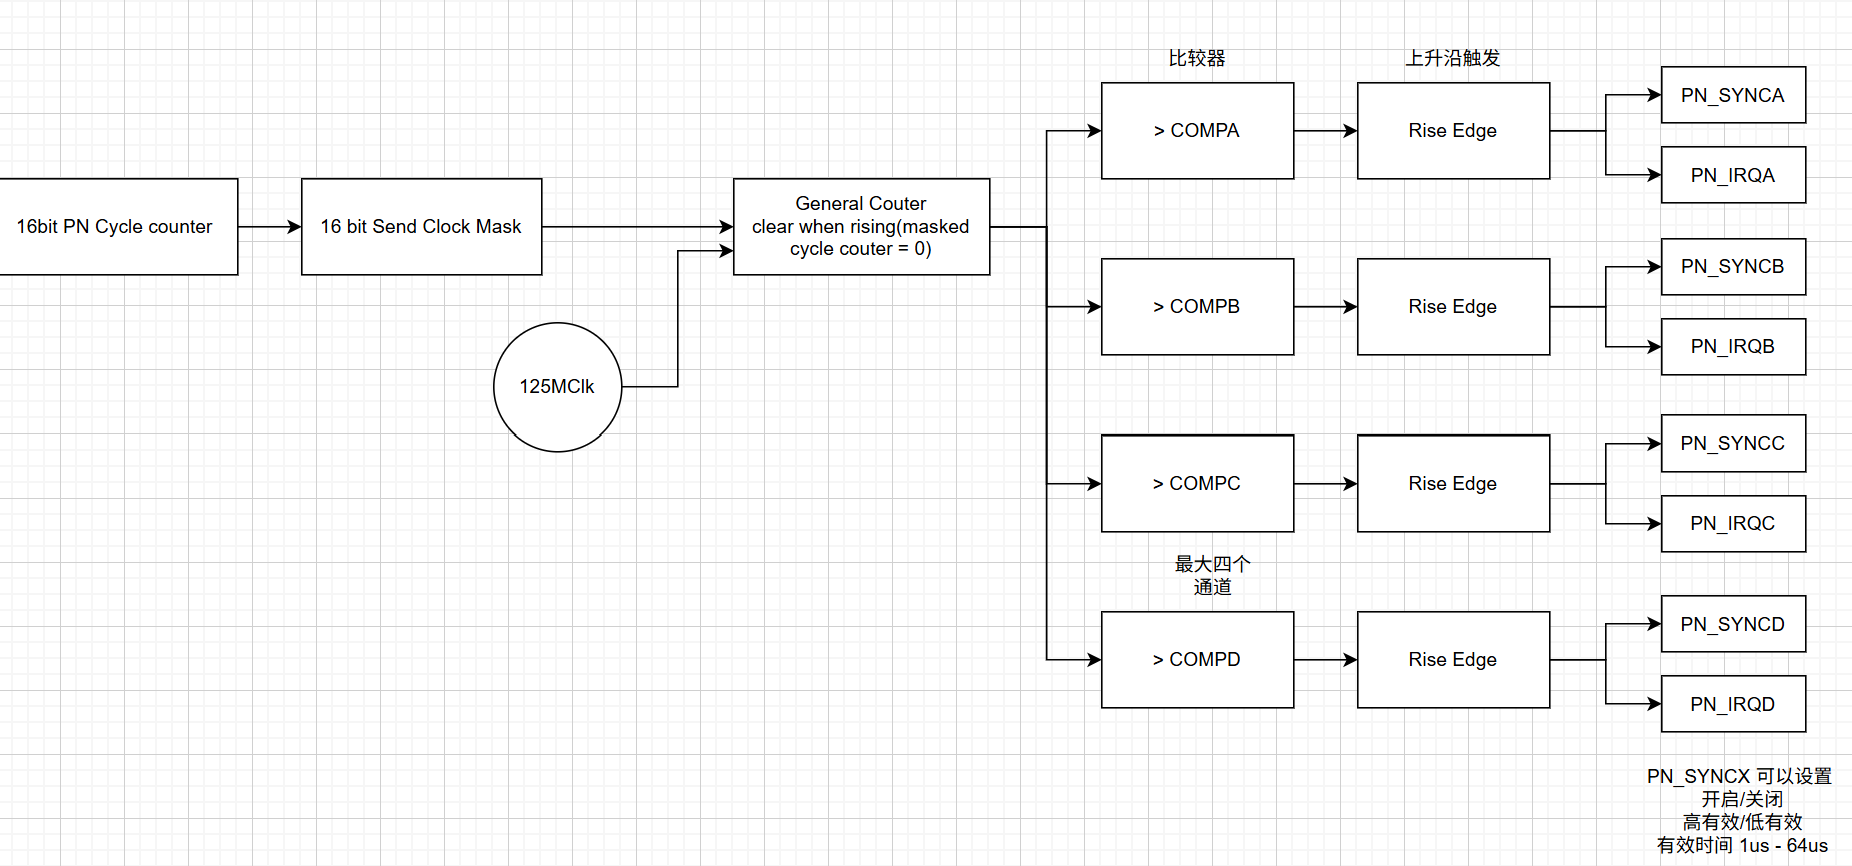 比较器
上升沿触发
> COMPA
Rise Edge
PN_SYNCA
PN_IRQA
16bit PN Cycle counter
16 bit Send Clock Mask
General Couter
clear when rising(masked
cycle couter = 0)
125MClk
> COMPB
Rise Edge
PN_SYNCB
PN_IRQB
> COMPC
Rise Edge
PN_SYNCC
PN_IRQC
最大四个
通道
> COMPD
Rise Edge
PN_SYNCD
PN_IRQD
PN_SYNCX 可以设置
开启/关闭
高有效/低有效
有效时间 1us - 64us